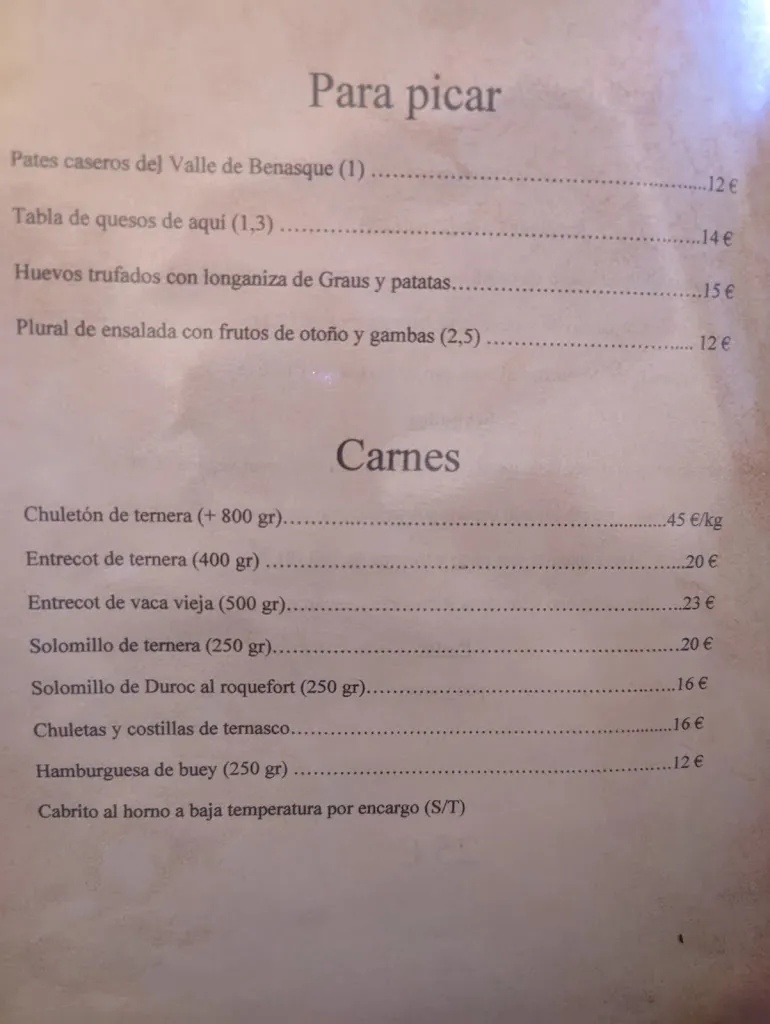 Para picar
Pates caseros del Valle de Benasque (1) ........................................................12 €
Tabla de quesos de aquí (1,3) ........................................................................14 €
Huevos trufados con longaniza de Graus y patatas..........................................15 €
Plural de ensalada con frutos de otoño y gambas (2,5) ................................... 12 €
Carnes
Chuletón de ternera (+ 800 gr)..................................................................45 €/kg
Entrecot de ternera (400 gr) .........................................................................20 €
Entrecot de vaca vieja (500 gr)....................................................................23 €
Solomillo de ternera (250 gr).......................................................................20 €
Solomillo de Duroc al roquefort (250 gr)......................................................16 €
Chuletas y costillas de ternasco...................................................................16 €
Hamburguesa de buey (250 gr) ..................................................................12 €
Cabrito al horno a baja temperatura por encargo (S/T)